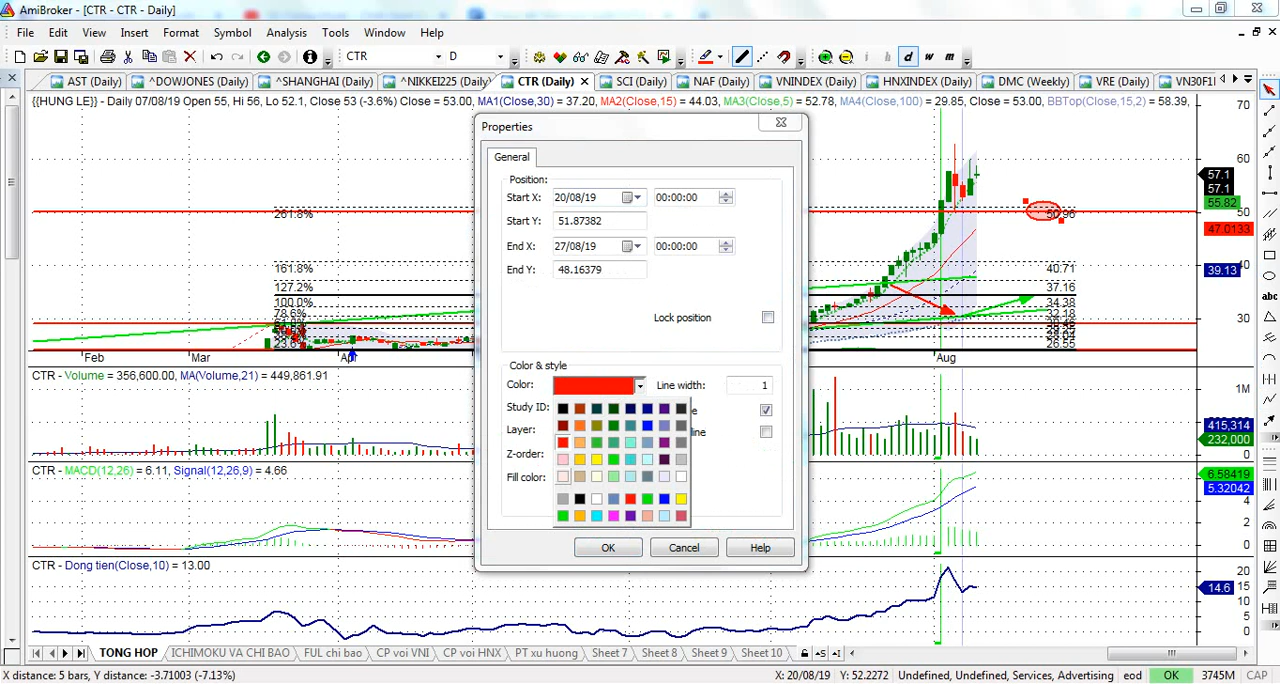 AmiBroker - [CTR - CTR - Daily]
File Edit View Insert Format Symbol Analysis Tools Window Help
CTR D i h d w m
AST (Daily) ^DOWJONES (Daily) ^SHANGHAI (Daily) ^NIKKEI225 (Daily) CTR (Daily) SCI (Daily) NAF (Daily) VNINDEX (Daily) HNXINDEX (Daily) DMC (Weekly) VRE (Daily) VN30F1
{{HUNG LE}} - Daily 07/08/19 Open 55, Hi 56, Lo 52.1, Close 53 (-3.6%) Close = 53.00, MA1(Close,30) = 37.20, MA2(Close,15) = 44.03, MA3(Close,5) = 52.78, MA4(Close,100) = 29.85, Close = 53.00, BBTop(Close,15,2) = 58.39,
70
60
57.1
57.1
55.82
261.8%
50.96
50
47.0133
161.8%
40.71
40
39.13
127.2%
37.16
100.0%
34.38
78.6%
32.18
30
23.6%
28.55
Feb Mar Apr Aug
Properties
General
Position:
Start X: 20/08/19 00:00:00
Start Y: 51.87382
End X: 27/08/19 00:00:00
End Y: 48.16379
Lock position
Color & style
Color: Line width: 1
Study ID:
Layer:
Z-order:
Fill color:
OK Cancel Help
CTR - Volume = 356,600.00, MA(Volume,21) = 449,861.91
1M
415,314
232,000
0
CTR - MACD(12,26) = 6.11, Signal(12,26,9) = 4.66
6.58419
5.32042
4
2
0
CTR - Dong tien(Close,10) = 13.00
20
15
14.6
10
5
0
TONG HOP ICHIMOKU VA CHI BAO FUL chi bao CP voi VNI CP voi HNX PT xu huong Sheet 7 Sheet 8 Sheet 9 Sheet 10
X distance: 5 bars, Y distance: -3.71003 (-7.13%) X: 20/08/19 Y: 52.2272 Undefined, Undefined, Services, Advertising eod OK 3745M CAP
abc